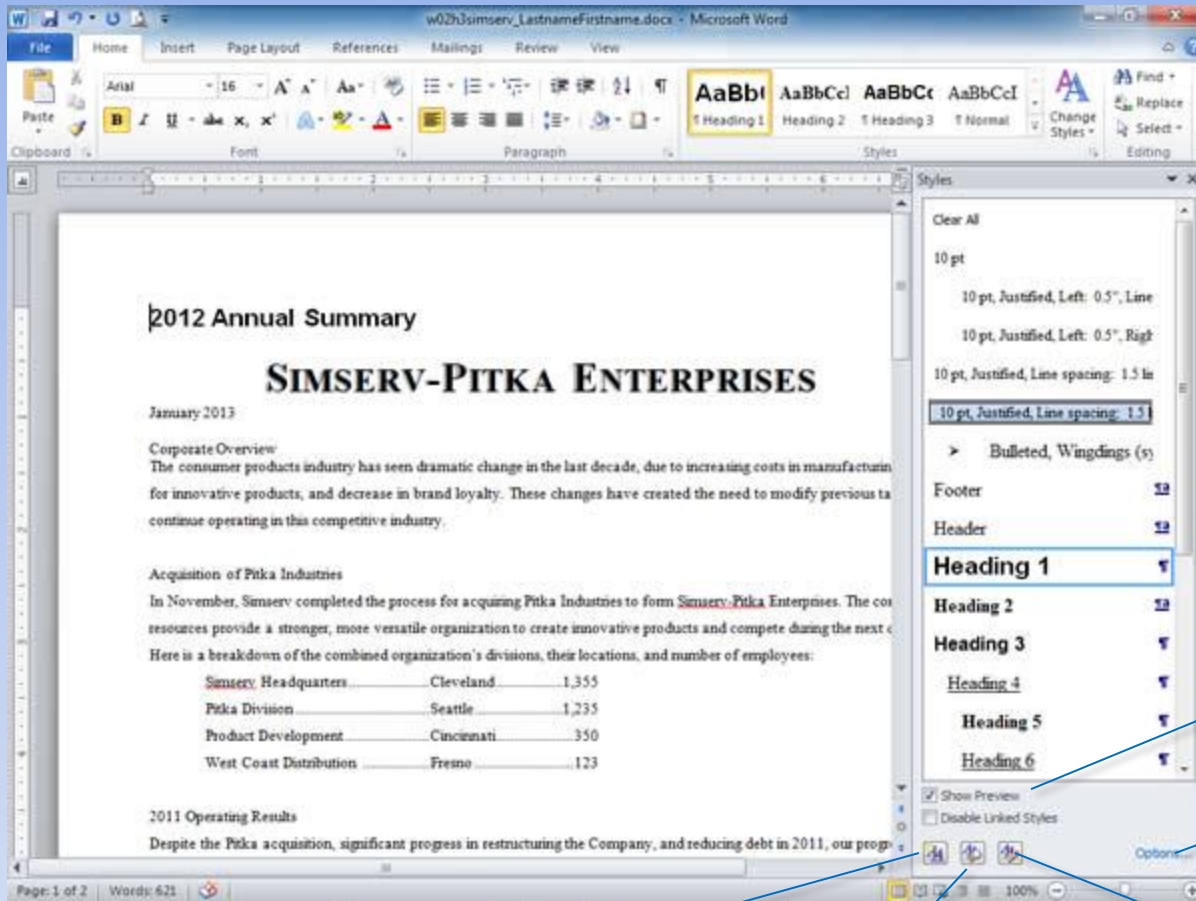 w02h3simserv_LastnameFirstname.docx - Microsoft Word
File Home Insert Page Layout References Mailings Review View
Paste
Arial 16
Find
Replace
Select
Change Styles
AaBb AaBbCc AaBbCc AaBbCcI
¶ Heading 1 Heading 2 ¶ Heading 3 ¶ Normal
Clipboard Font Paragraph Styles Editing
2012 Annual Summary
SIMSERV-PITKA ENTERPRISES
January 2013
Corporate Overview
The consumer products industry has seen dramatic change in the last decade, due to increasing costs in manufacturin
for innovative products, and decrease in brand loyalty. These changes have created the need to modify previous ta
continue operating in this competitive industry.
Acquisition of Pitka Industries
In November, Simserv completed the process for acquiring Pitka Industries to form Simserv-Pitka Enterprises. The co
resources provide a stronger, more versatile organization to create innovative products and compete during the next
Here is a breakdown of the combined organization's divisions, their locations, and number of employees:
Simserv Headquarters Cleveland 1,355
Pitka Division Seattle 1,235
Product Development Cincinnati 350
West Coast Distribution Fresno 123
2011 Operating Results
Despite the Pitka acquisition, significant progress in restructuring the Company, and reducing debt in 2011, our progr
Styles
Clear All
10 pt
10 pt, Justified, Left: 0.5", Line
10 pt, Justified, Left: 0.5", Righ
10 pt, Justified, Line spacing: 1.5 li
10 pt, Justified, Line spacing: 1.5 l
➢ Bulleted, Wingdings (sy
Footer
Header
Heading 1
Heading 2
Heading 3
Heading 4
Heading 5
Heading 6
Show Preview
Disable Linked Styles
Options...
Page: 1 of 2 Words: 621 100%